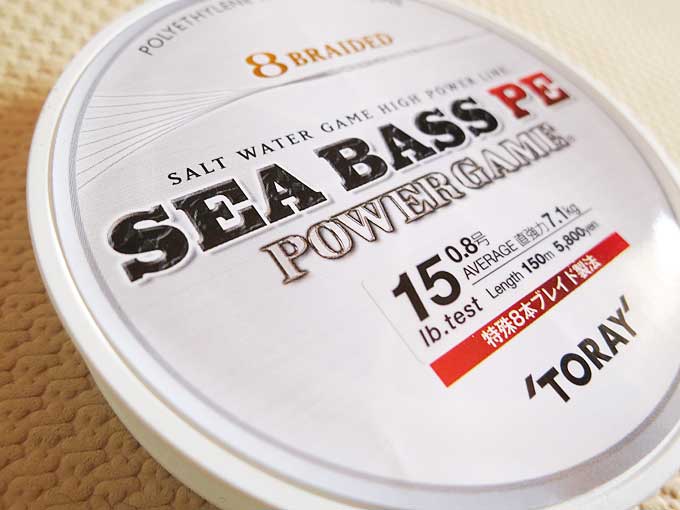 POLYETHYLENE
8 BRAIDED
SALT WATER GAME HIGH POWER LINE
SEA BASS PE
POWER GAME
15 lb.test
0.8号
AVERAGE 直強力7.1kg
Length 150m 5,800yen
特殊8本ブレイド製法
'TORAY'